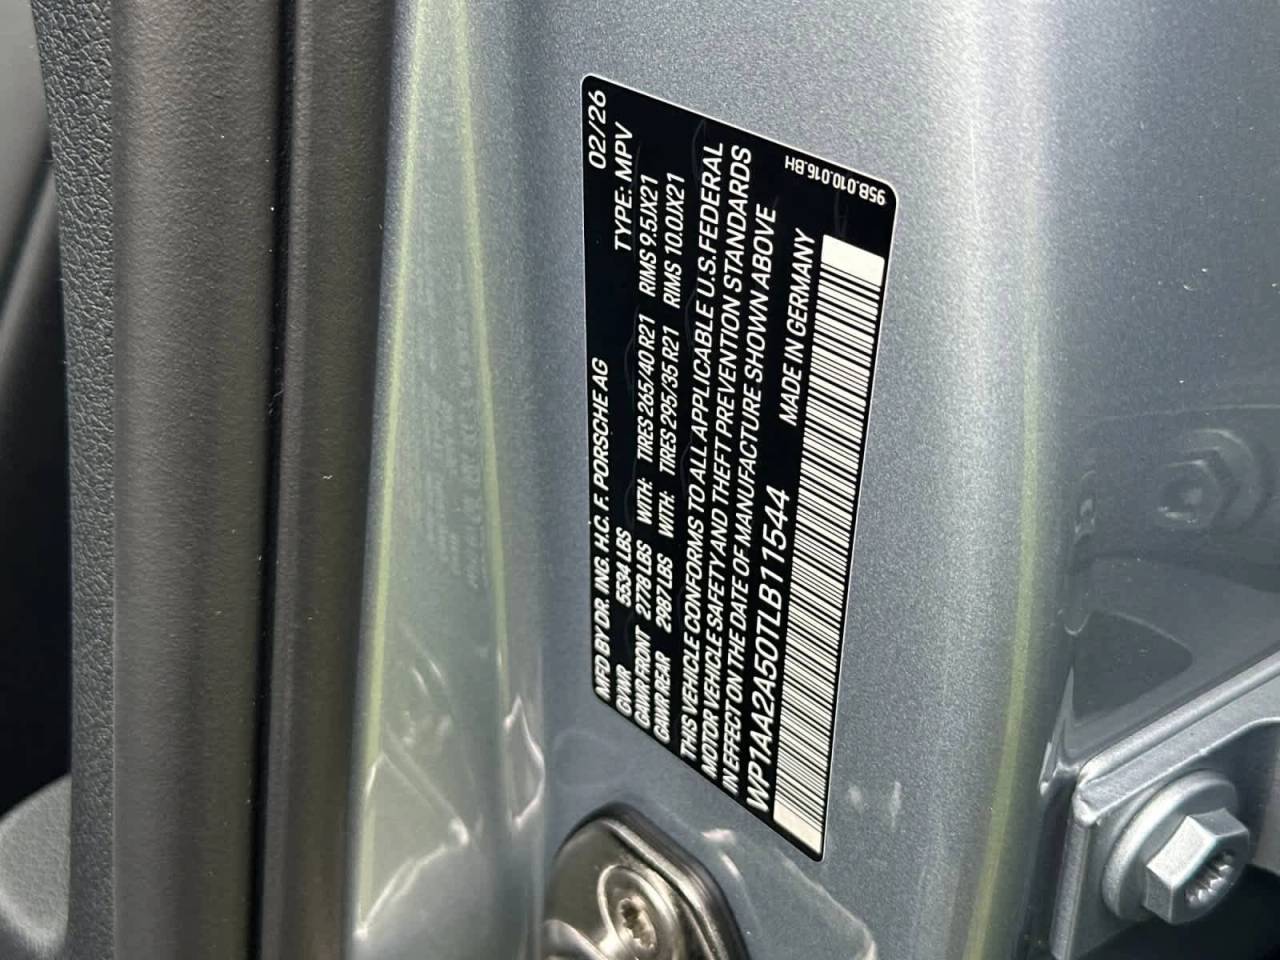 MFD BY DR. ING. H.C. F. PORSCHE AG 02/26
GVWR 5534 LBS TYPE: MPV
GAWR FRONT 2778 LBS WITH: TIRES 265/40 R21 RIMS 9.5JX21
GAWR REAR 2987 LBS WITH: TIRES 295/35 R21 RIMS 10.0JX21
THIS VEHICLE CONFORMS TO ALL APPLICABLE U.S. FEDERAL
MOTOR VEHICLE SAFETY AND THEFT PREVENTION STANDARDS
IN EFFECT ON THE DATE OF MANUFACTURE SHOWN ABOVE
WP1AA2A50TLB11544 MADE IN GERMANY
95B.010.016.BH